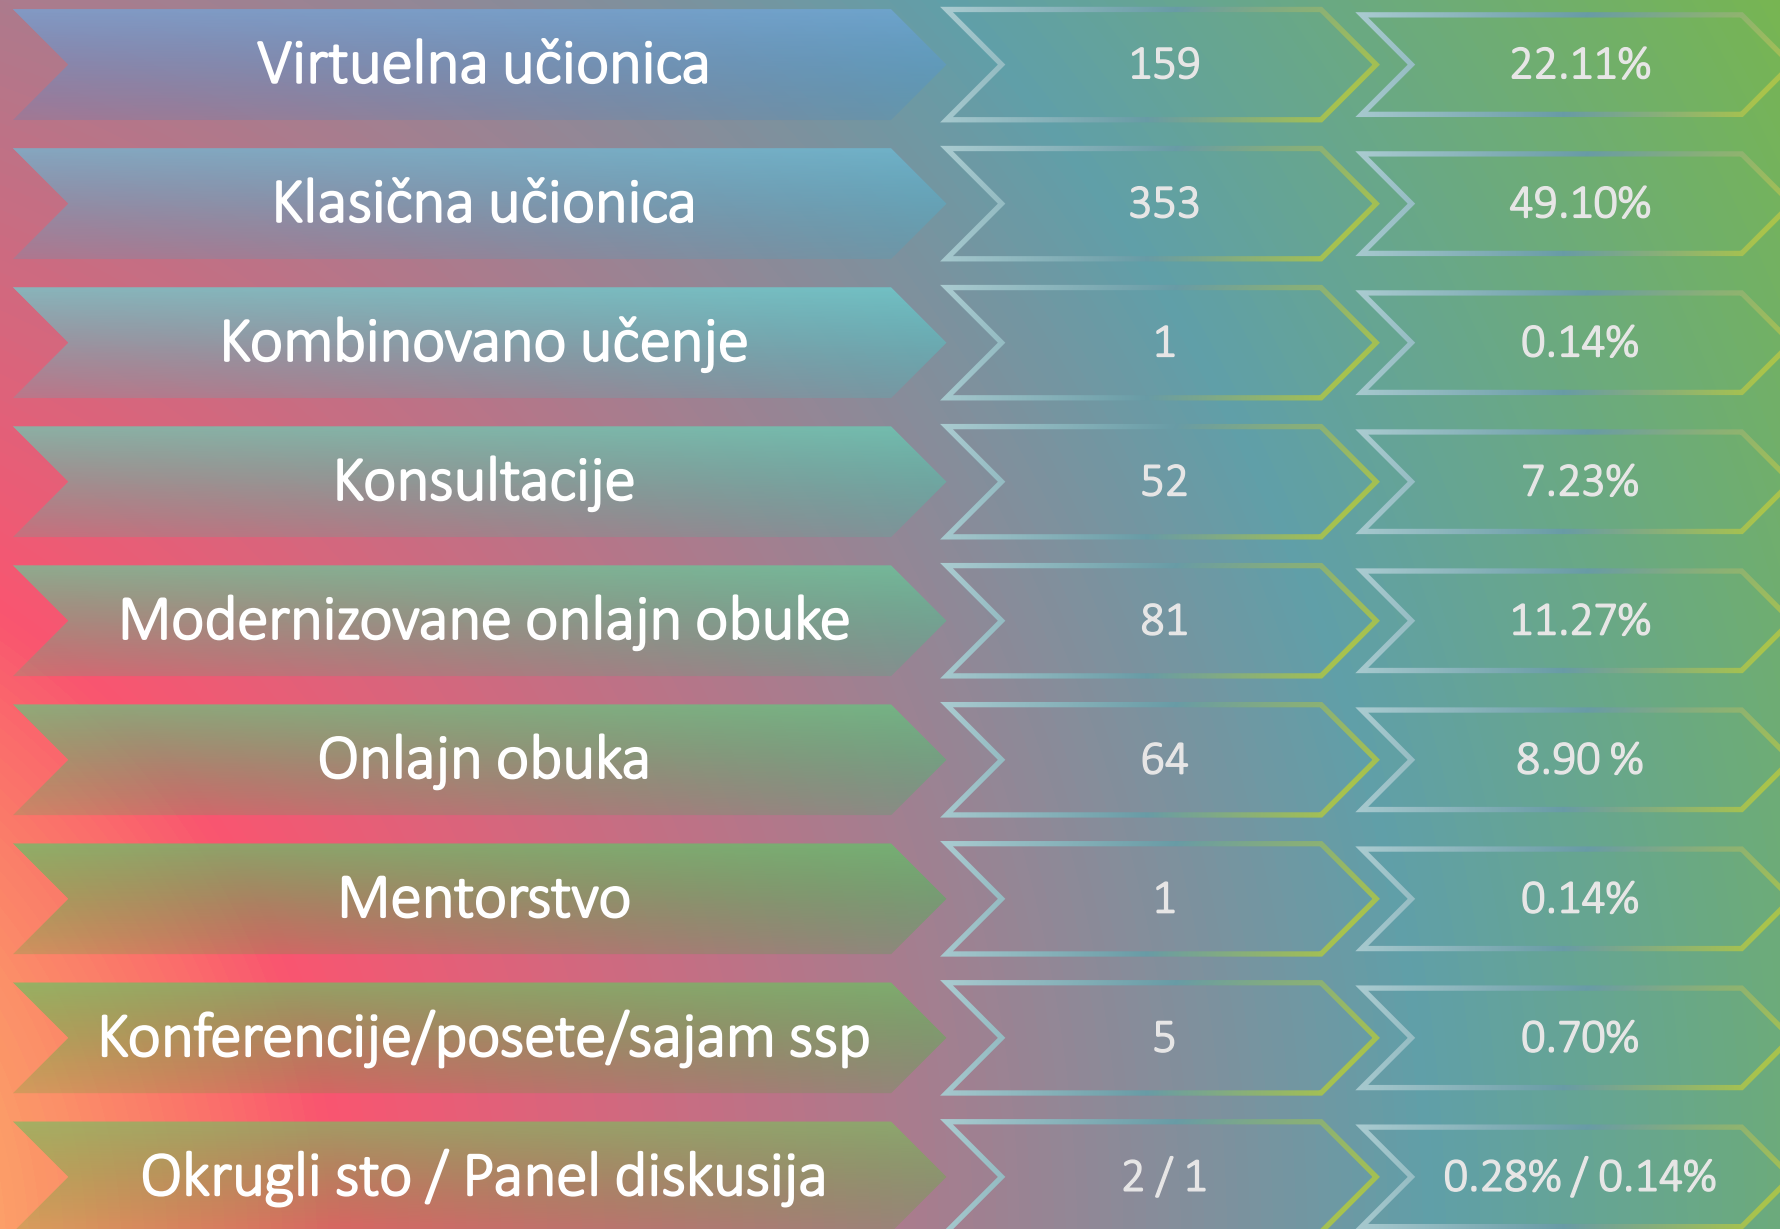 Virtuelna učionica 159 22.11%
Klasična učionica 353 49.10%
Kombinovano učenje 1 0.14%
Konsultacije 52 7.23%
Modernizovane onlajn obuke 81 11.27%
Onlajn obuka 64 8.90 %
Mentorstvo 1 0.14%
Konferencije/posete/sajam ssp 5 0.70%
Okrugli sto / Panel diskusija 2 / 1 0.28% / 0.14%